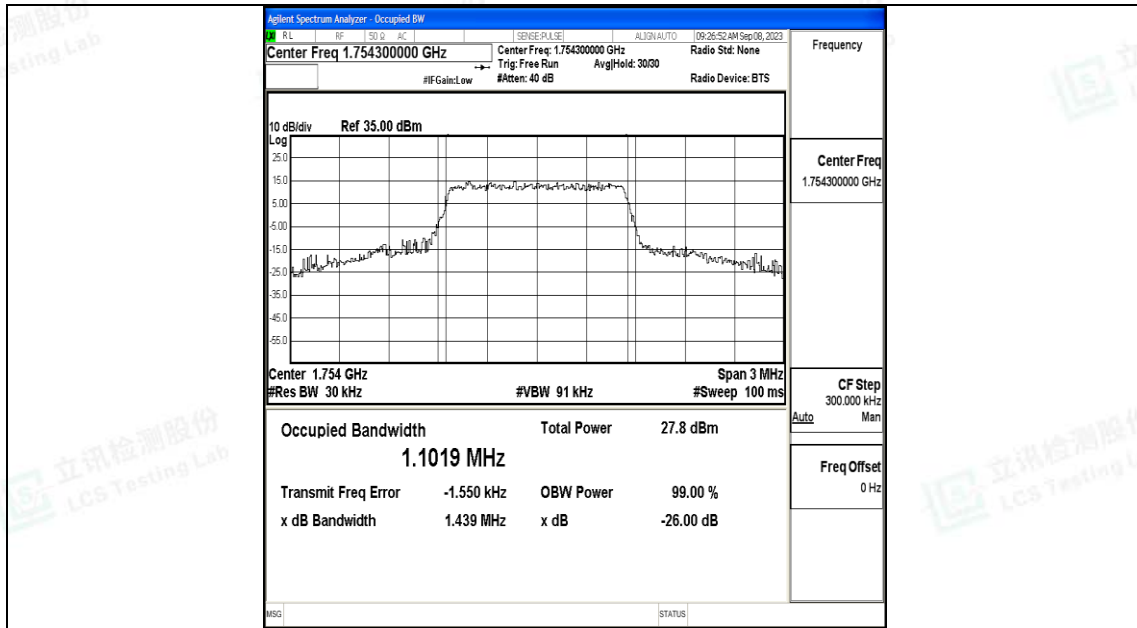 Agilent Spectrum Analyzer - Occupied BW
RL RF 50 Ω AC SENSE:PULSE ALIGNAUTO 09:26:52 AM Sep 08, 2023
Center Freq 1.754300000 GHz
Center Freq: 1.754300000 GHz
Radio Std: None
Trig: Free Run Avg|Hold: 30/30
#IFGain:Low
#Atten: 40 dB
Radio Device: BTS
Frequency
10 dB/div Ref 35.00 dBm
Log
25.0
15.0
5.00
-5.00
-15.0
-25.0
-35.0
-45.0
-55.0
Center Freq
1.754300000 GHz
Center 1.754 GHz
Span 3 MHz
#Res BW 30 kHz
#VBW 91 kHz
#Sweep 100 ms
CF Step
300.000 kHz
Auto Man
Freq Offset
0 Hz
Occupied Bandwidth
Total Power 27.8 dBm
1.1019 MHz
Transmit Freq Error -1.550 kHz
OBW Power 99.00 %
x dB Bandwidth 1.439 MHz
x dB -26.00 dB
MSG
STATUS
立讯检测股份
LCS Testing Lab